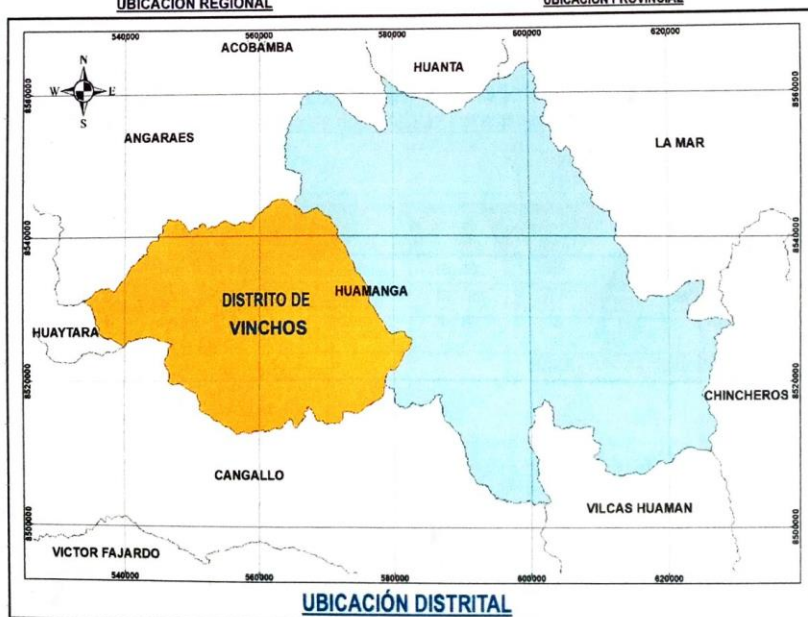 UBICACIÓN REGIONAL
UBICACIÓN PROVINCIAL
540000 560000 580000 600000 620000
ACOBAMBA
HUANTA
N
W E
S
8560000 8560000
ANGARAES
LA MAR
8540000 8540000
DISTRITO DE
VINCHOS
HUAMANGA
HUAYTARA
8520000 8520000
CHINCHEROS
CANGALLO
VILCAS HUAMAN
8500000 8500000
VICTOR FAJARDO
540000 560000 580000 600000 620000
UBICACIÓN DISTRITAL